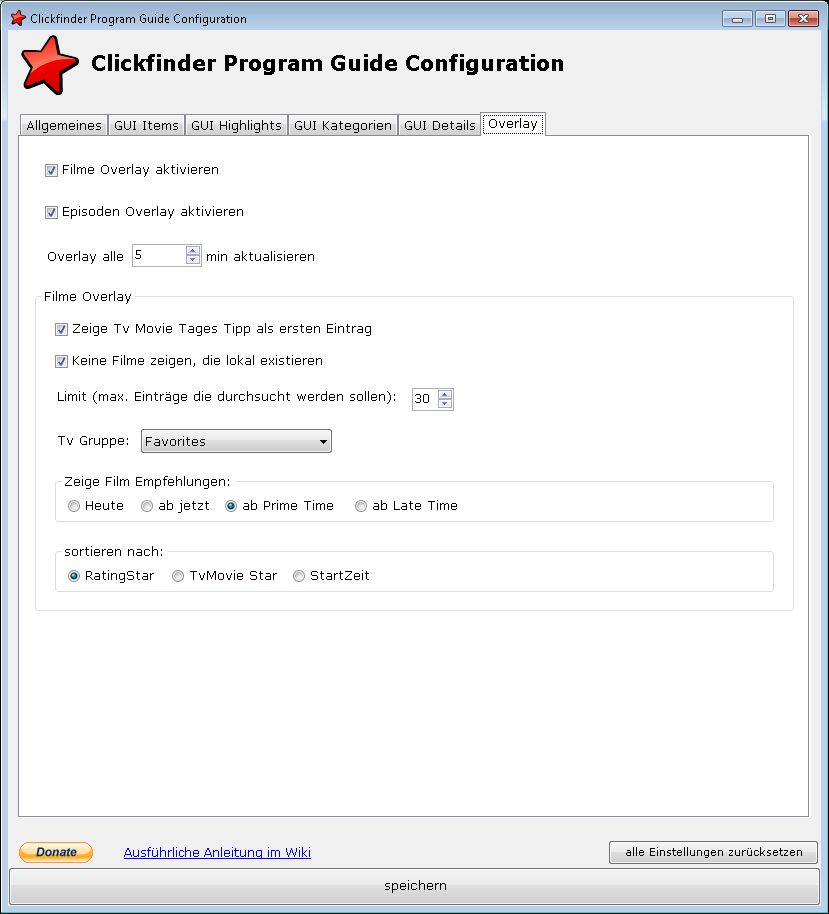 Clickfinder Program Guide Configuration
Clickfinder Program Guide Configuration
Allgemeines GUI Items GUI Highlights GUI Kategorien GUI Details Overlay
Filme Overlay aktivieren
Episoden Overlay aktivieren
Overlay alle 5 min aktualisieren
Filme Overlay
Zeige Tv Movie Tages Tipp als ersten Eintrag
Keine Filme zeigen, die lokal existieren
Limit (max. Einträge die durchsucht werden sollen): 30
Tv Gruppe: Favorites
Zeige Film Empfehlungen:
Heute ab jetzt ab Prime Time ab Late Time
sortieren nach:
RatingStar TvMovie Star StartZeit
Donate Ausführliche Anleitung im Wiki alle Einstellungen zurücksetzen
speichern